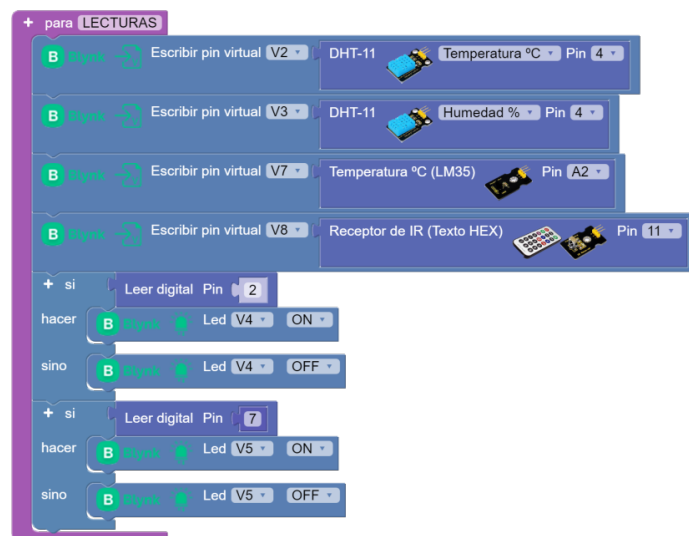 + para LECTURAS
B Blynk Escribir pin virtual V2 DHT-11 Temperatura ºC Pin 4
B Blynk Escribir pin virtual V3 DHT-11 Humedad % Pin 4
B Blynk Escribir pin virtual V7 Temperatura ºC (LM35) Pin A2
B Blynk Escribir pin virtual V8 Receptor de IR (Texto HEX) Pin 11
+ si Leer digital Pin 2
hacer B Blynk Led V4 ON
sino B Blynk Led V4 OFF
+ si Leer digital Pin 7
hacer B Blynk Led V5 ON
sino B Blynk Led V5 OFF